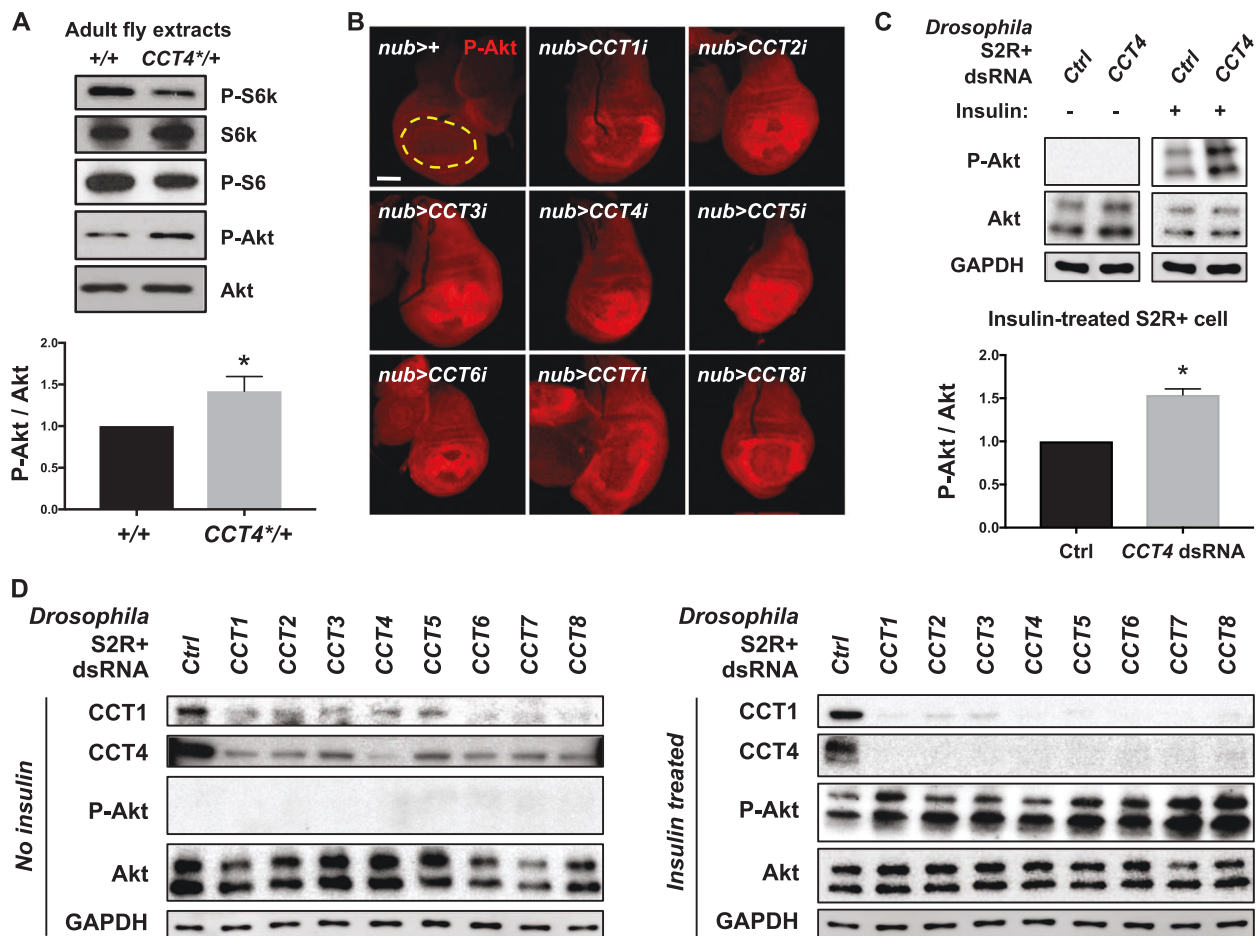 A
Adult fly extracts
+/+ CCT4*/+
P-S6k
S6k
P-S6
P-Akt
Akt
P-Akt / Akt
2.0
1.5
1.0
0.5
0.0
*
+/+ CCT4*/+
B
nub>+ P-Akt
nub>CCT1i
nub>CCT2i
nub>CCT3i
nub>CCT4i
nub>CCT5i
nub>CCT6i
nub>CCT7i
nub>CCT8i
C
Drosophila
S2R+
dsRNA
Ctrl CCT4 Ctrl CCT4
Insulin: - - + +
P-Akt
Akt
GAPDH
Insulin-treated S2R+ cell
P-Akt / Akt
2.0
1.5
1.0
0.5
0.0
*
Ctrl CCT4 dsRNA
D
Drosophila
S2R+
dsRNA
Ctrl CCT1 CCT2 CCT3 CCT4 CCT5 CCT6 CCT7 CCT8
No insulin
CCT1
CCT4
P-Akt
Akt
GAPDH
Drosophila
S2R+
dsRNA
Ctrl CCT1 CCT2 CCT3 CCT4 CCT5 CCT6 CCT7 CCT8
Insulin treated
CCT1
CCT4
P-Akt
Akt
GAPDH